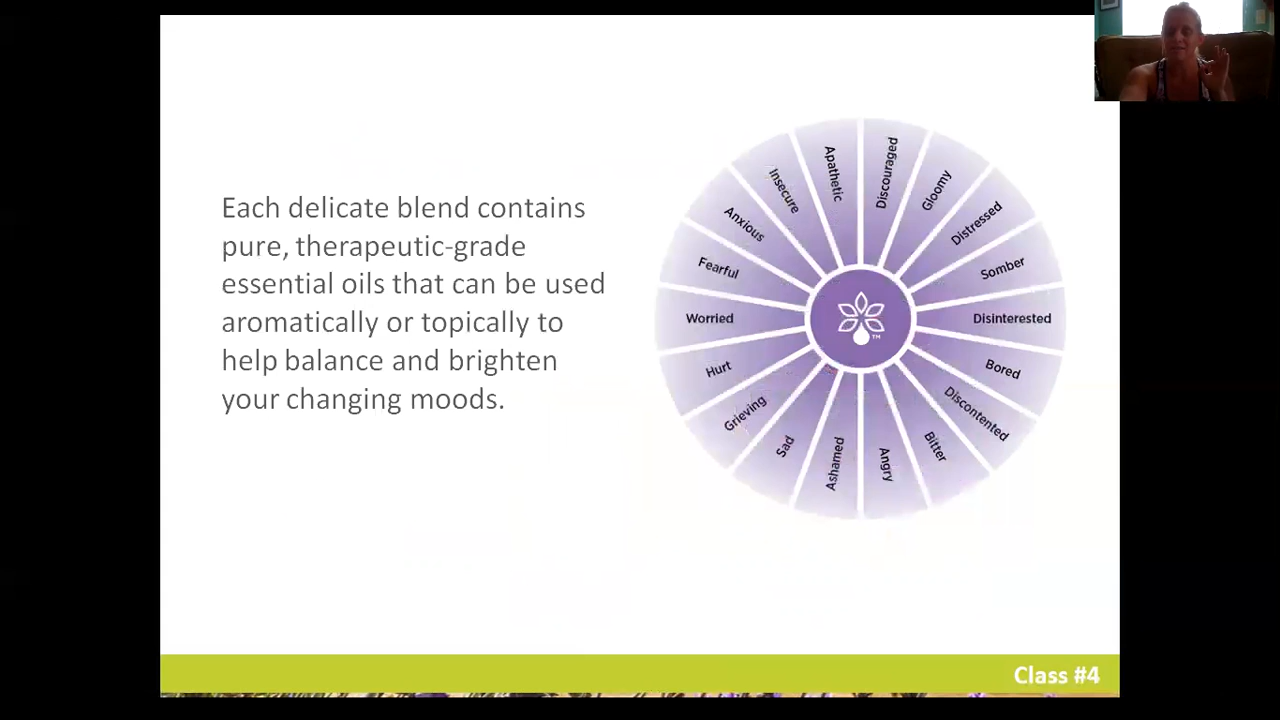 Each delicate blend contains
pure, therapeutic-grade
essential oils that can be used
aromatically or topically to
help balance and brighten
your changing moods.
Discouraged
Gloomy
Distressed
Somber
Disinterested
Bored
Discontented
Bitter
Angry
Ashamed
Sad
Grieving
Hurt
Worried
Fearful
Anxious
Insecure
Apathetic
TM
Class #4